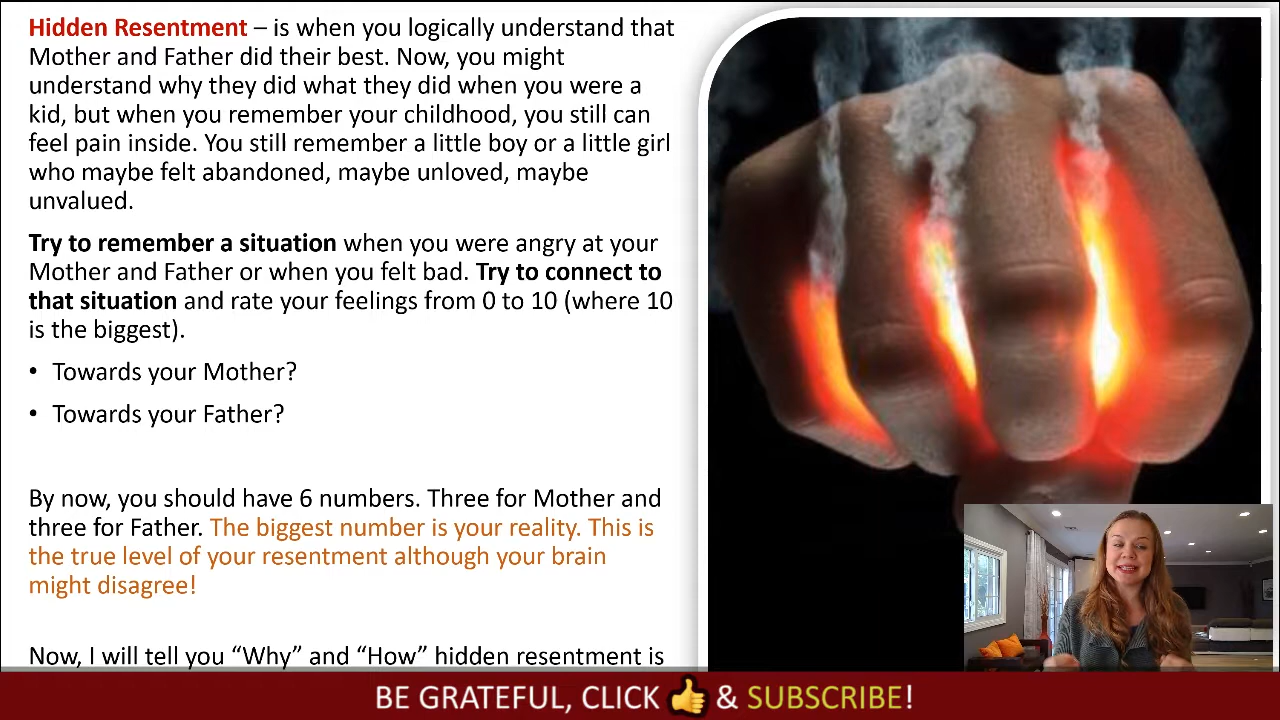 Hidden Resentment – is when you logically understand that
Mother and Father did their best. Now, you might
understand why they did what they did when you were a
kid, but when you remember your childhood, you still can
feel pain inside. You still remember a little boy or a little girl
who maybe felt abandoned, maybe unloved, maybe
unvalued.
Try to remember a situation when you were angry at your
Mother and Father or when you felt bad. Try to connect to
that situation and rate your feelings from 0 to 10 (where 10
is the biggest).
• Towards your Mother?
• Towards your Father?
By now, you should have 6 numbers. Three for Mother and
three for Father. The biggest number is your reality. This is
the true level of your resentment although your brain
might disagree!
Now, I will tell you “Why” and “How” hidden resentment is
BE GRATEFUL, CLICK 👍 & SUBSCRIBE!